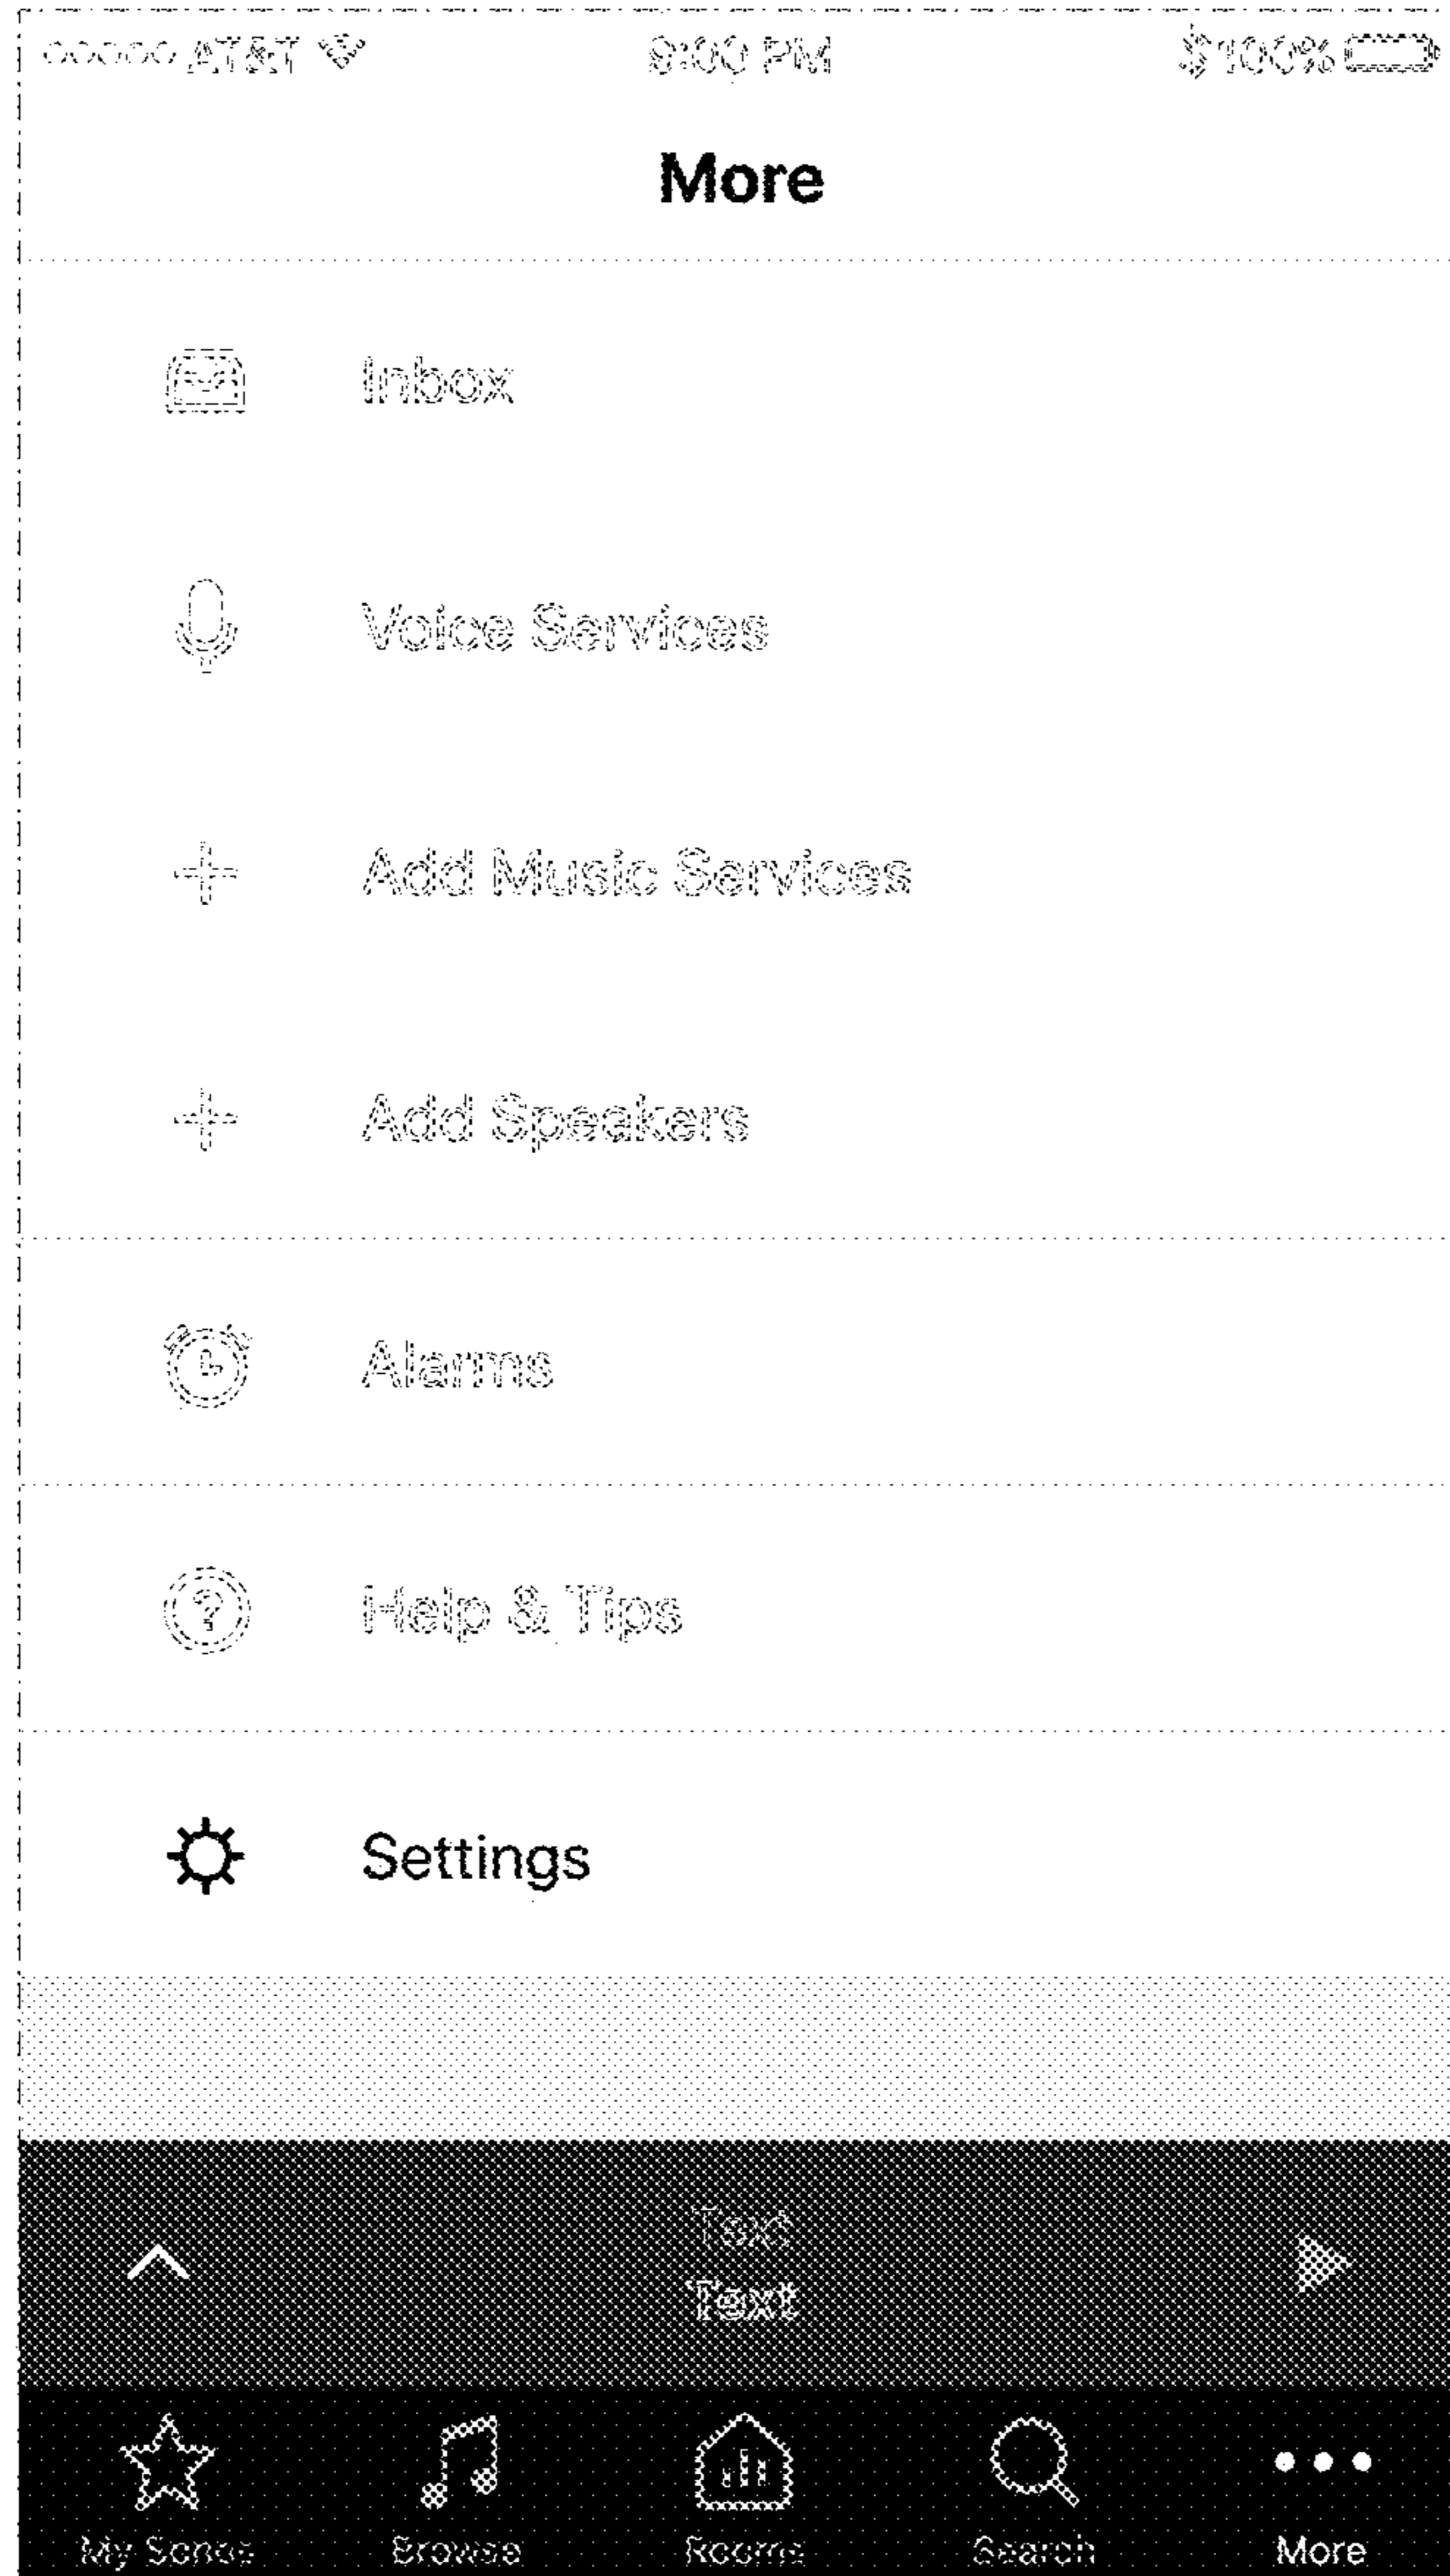 AT&T 9:00 PM 100%
More
Inbox
Voice Services
Add Music Services
Add Speakers
Alarms
Help & Tips
Settings
Text
Text
My Sonos Browse Rooms Search More